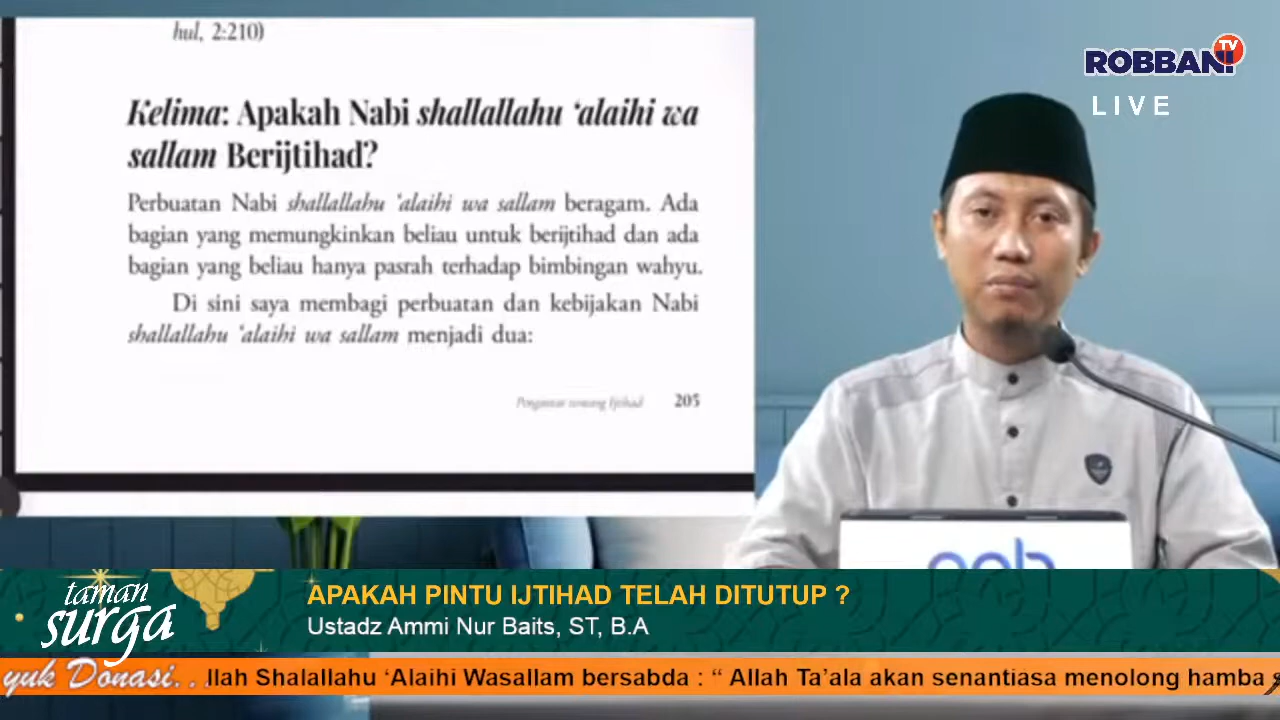 hul, 2:210)
Kelima: Apakah Nabi shallallahu ‘alaihi wa
sallam Berijtihad?
Perbuatan Nabi shallallahu ‘alaihi wa sallam beragam. Ada
bagian yang memungkinkan beliau untuk berijtihad dan ada
bagian yang beliau hanya pasrah terhadap bimbingan wahyu.
Di sini saya membagi perbuatan dan kebijakan Nabi
shallallahu ‘alaihi wa sallam menjadi dua:
Pengantar tentang Ijtihad 205
ROBBANI TV
LIVE
taman
surga
APAKAH PINTU IJTIHAD TELAH DITUTUP ?
Ustadz Ammi Nur Baits, ST, B.A
yuk Donasi. . .
llah Shalallahu ‘Alaihi Wasallam bersabda : “ Allah Ta’ala akan senantiasa menolong hamba s